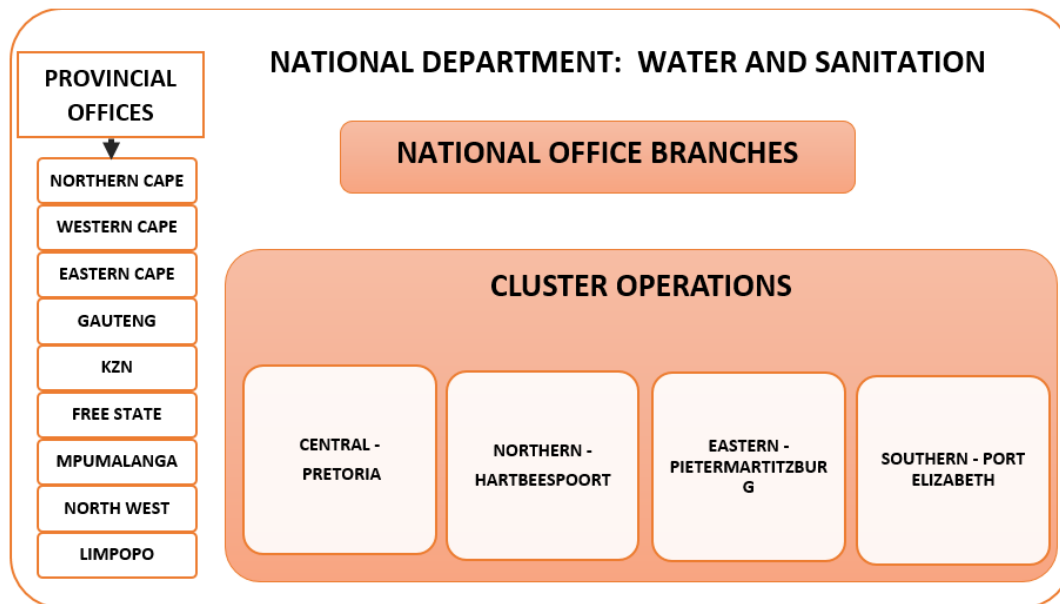 PROVINCIAL
OFFICES
NORTHERN CAPE
WESTERN CAPE
EASTERN CAPE
GAUTENG
KZN
FREE STATE
MPUMALANGA
NORTH WEST
LIMPOPO
NATIONAL DEPARTMENT: WATER AND SANITATION
NATIONAL OFFICE BRANCHES
CLUSTER OPERATIONS
CENTRAL -
PRETORIA
NORTHERN -
HARTBEESPOORT
EASTERN -
PIETERMARTITZBUR
G
SOUTHERN - PORT
ELIZABETH